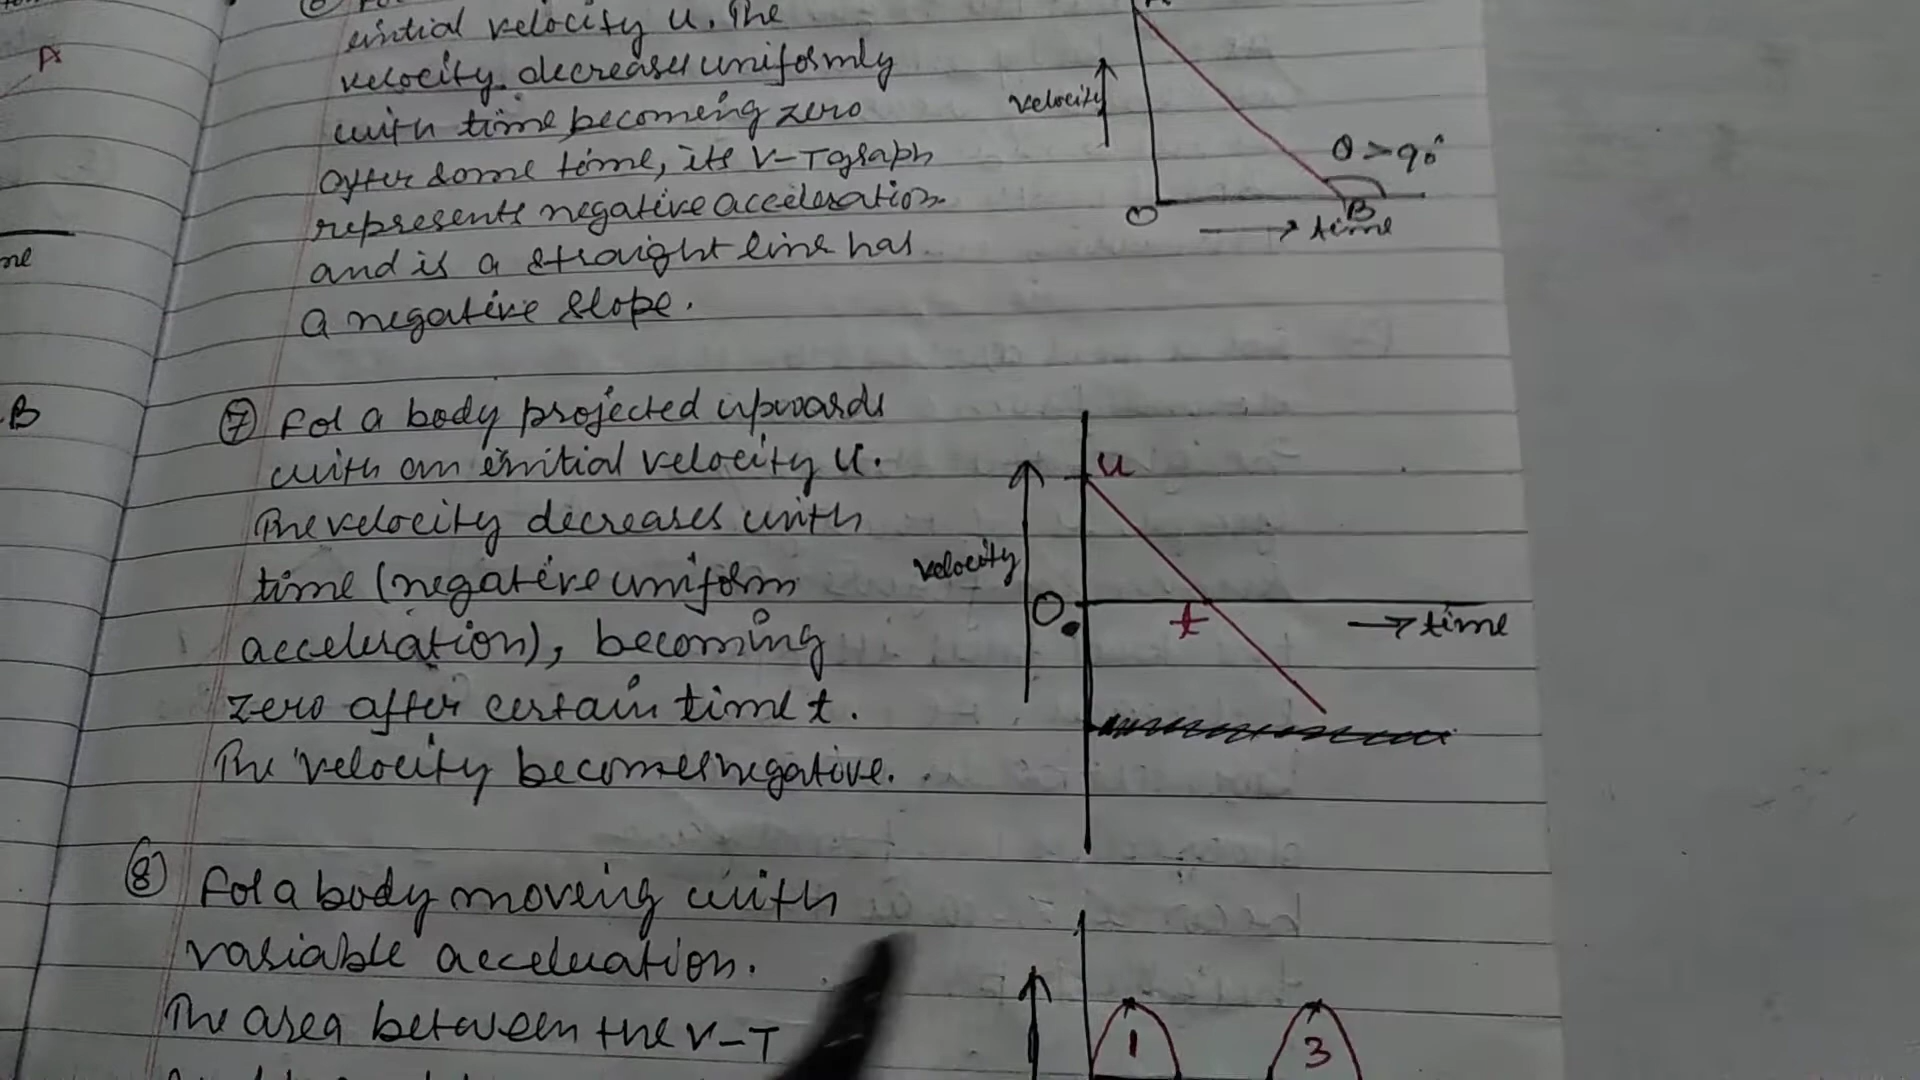 initial velocity u. The
velocity decreases uniformly
with time becomeing zero
after some time, its V-T graph
represents negative acceleration
and is a straight line has
a negative slope.
velocity
θ > 90°
O
B
→ time
A
ne
B
⑦ For a body projected upwards
with an initial velocity u.
The velocity decreases with
time (negative uniform
acceleration), becoming
zero after certain time t.
The velocity becomes negative.
u
velocity
O
t
→ time
⑧ For a body moving with
variable acceleration.
The area between the V-T
1
3